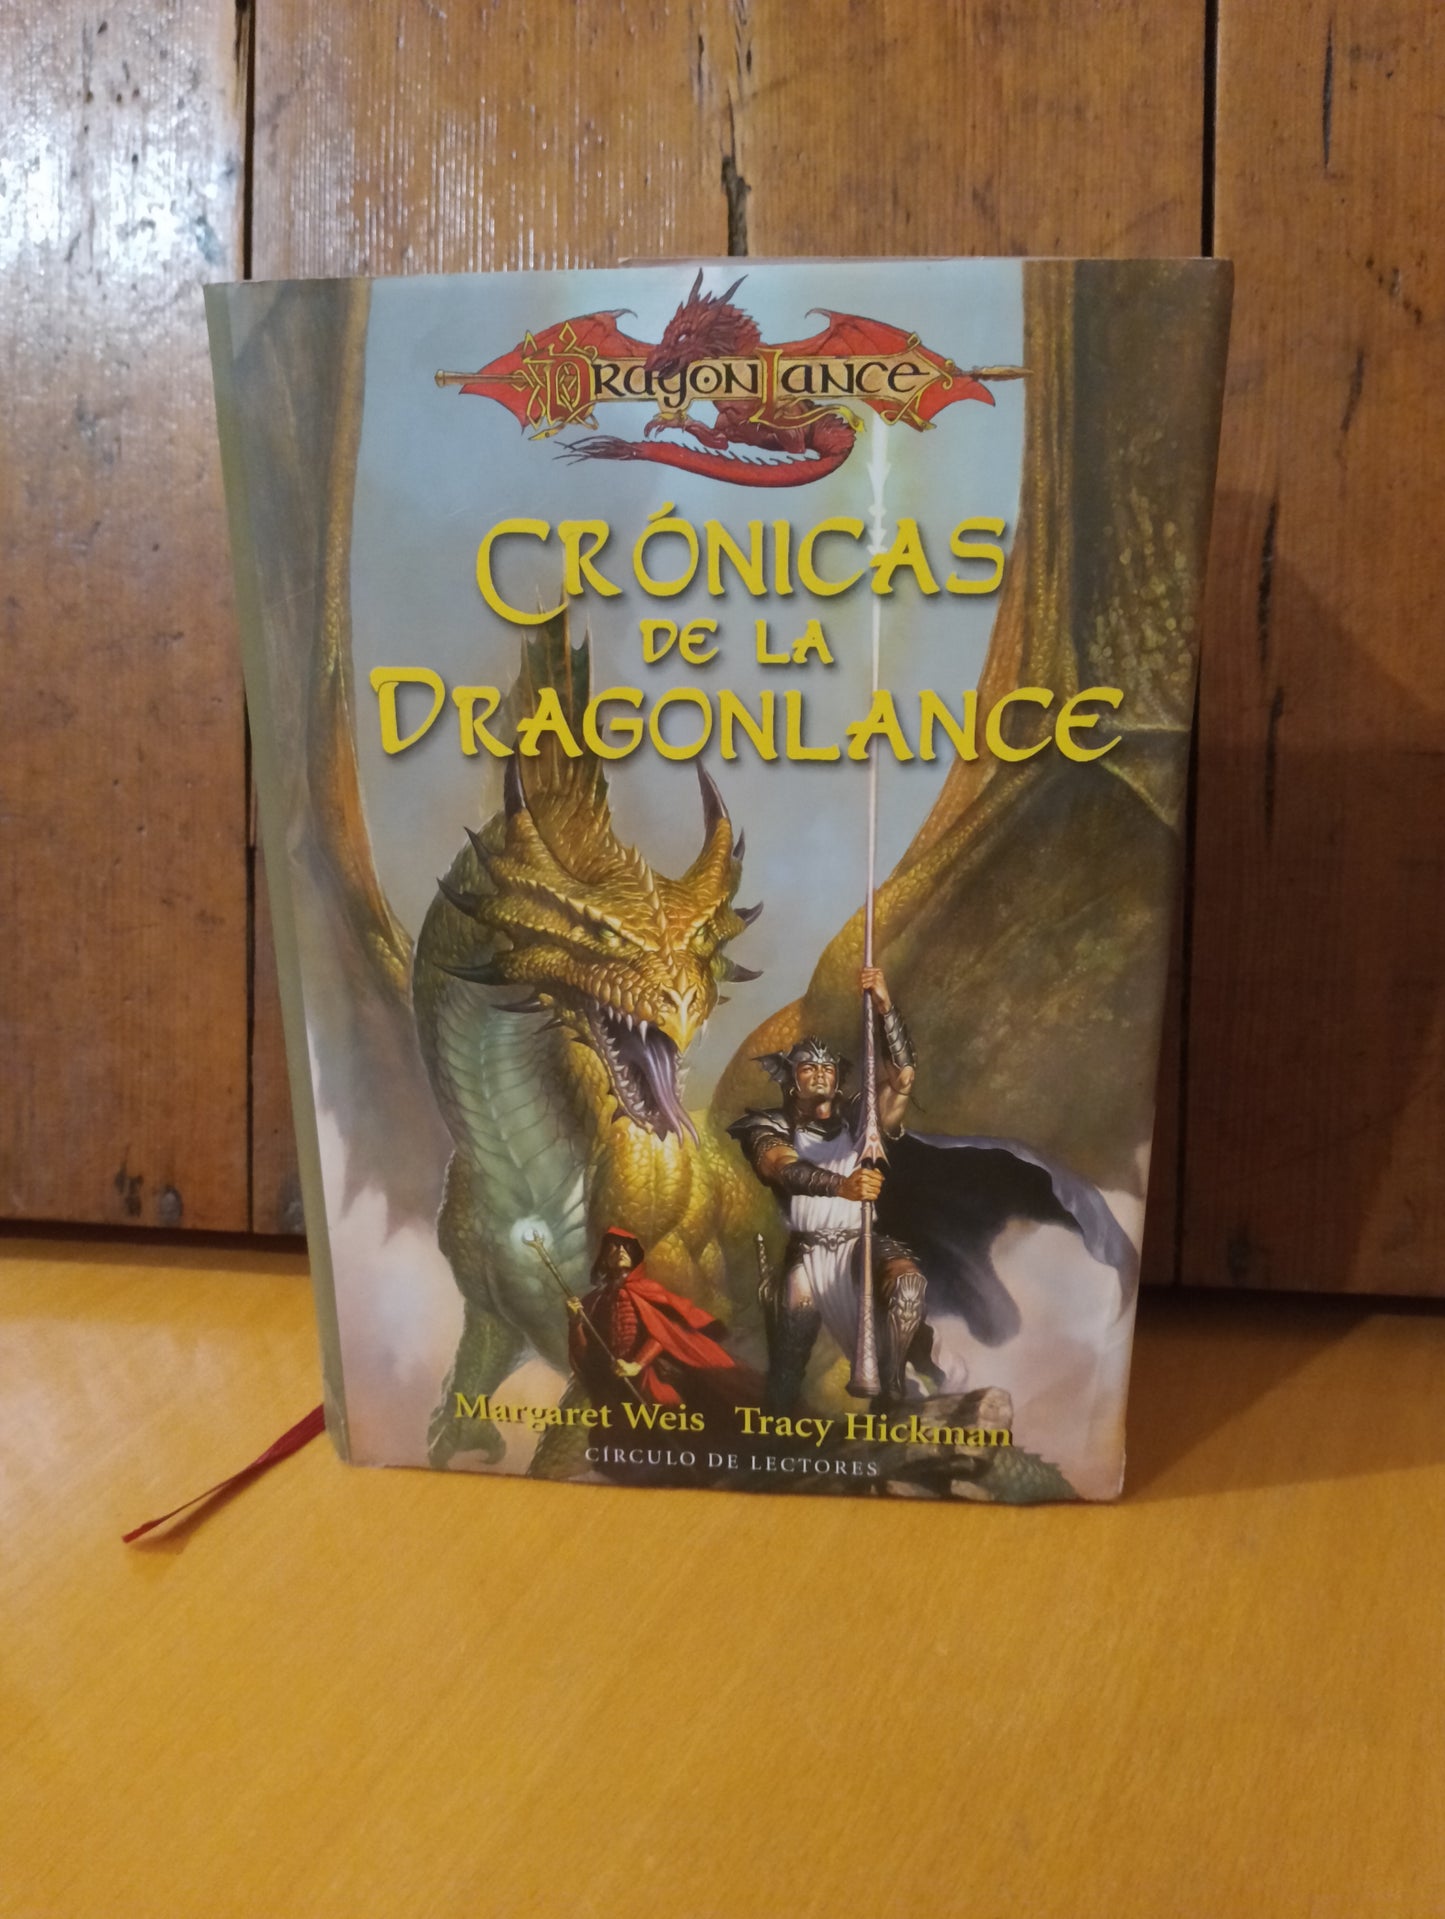 DragonLance
CRÓNICAS
DE LA
DRAGONLANCE
Margaret Weis Tracy Hickman
CÍRCULO DE LECTORES